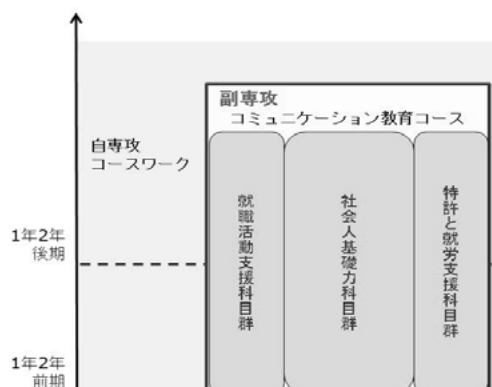 副専攻
コミュニケーション教育コース
自専攻
コースワーク
就職活動支援科目群
社会人基礎力科目群
特許と就労支援科目群
1年2年
後期
1年2年
前期